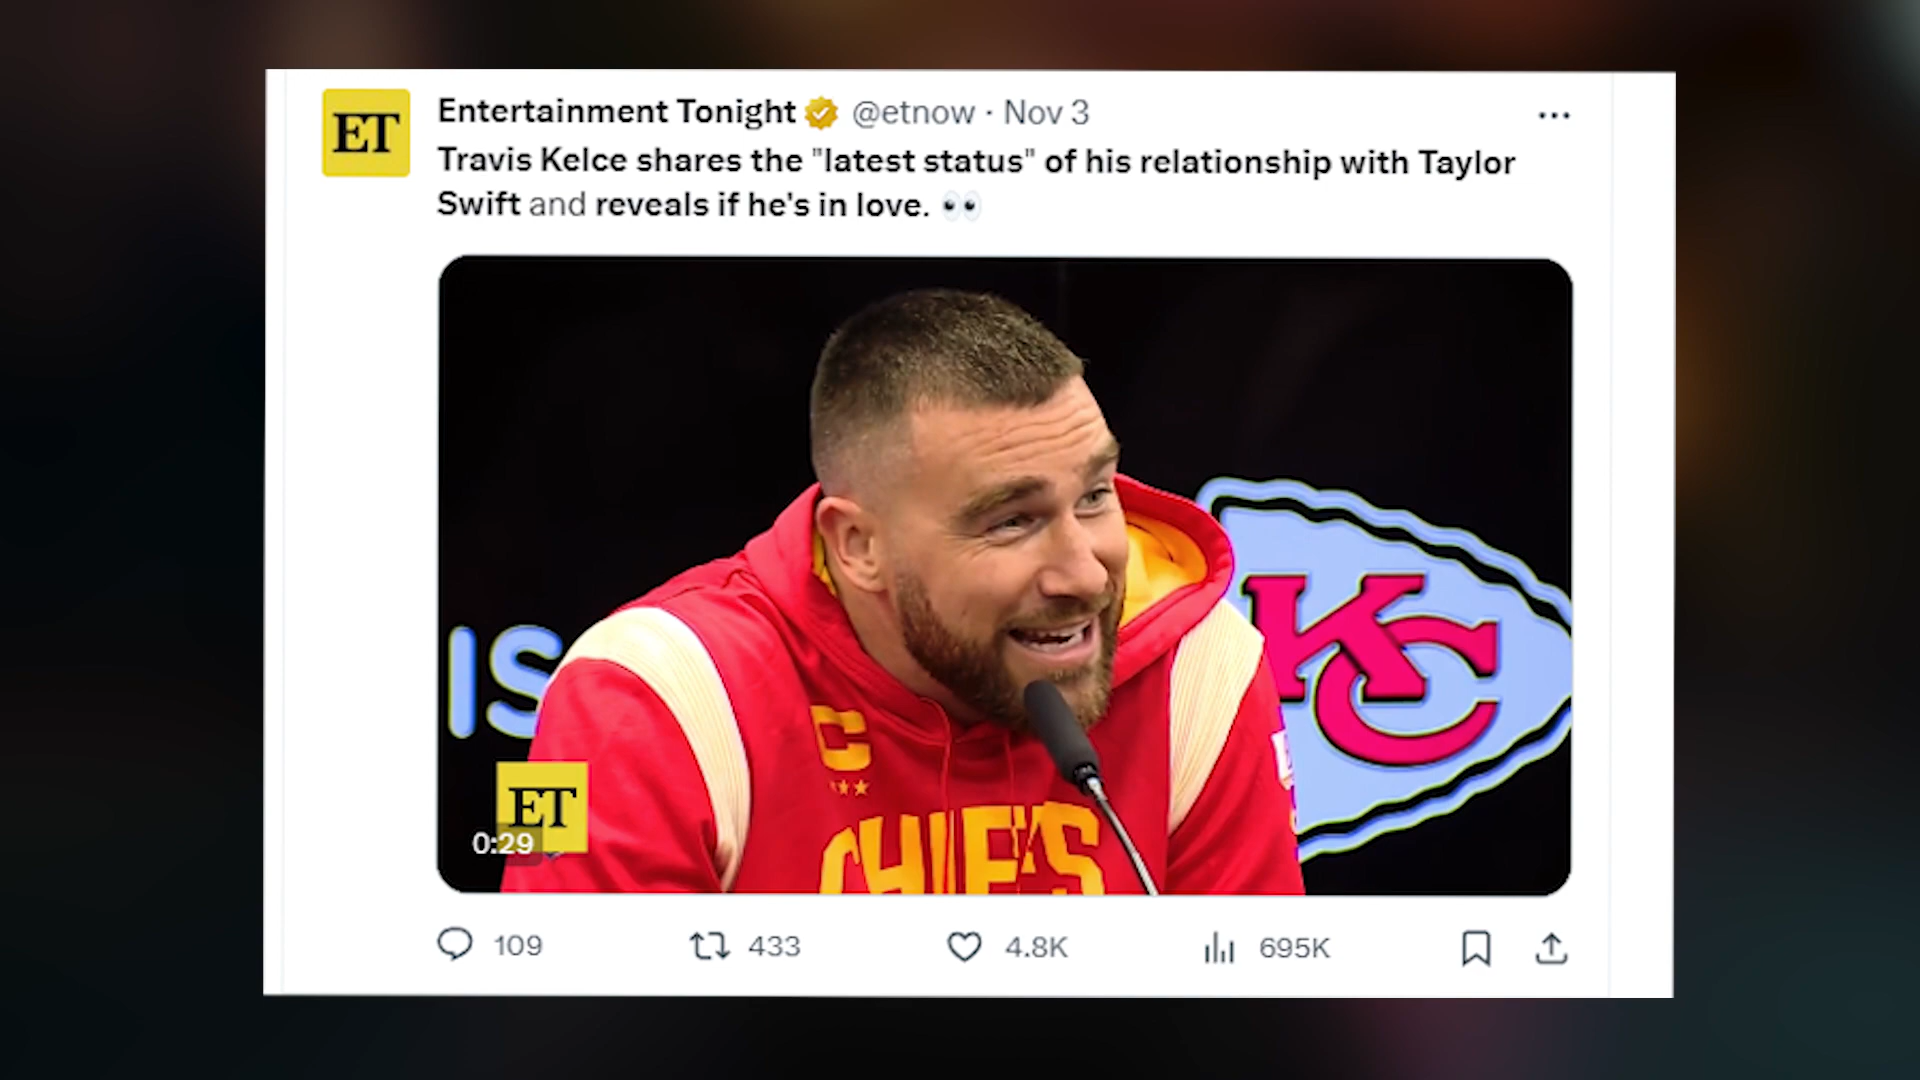 ET
Entertainment Tonight @etnow · Nov 3
Travis Kelce shares the "latest status" of his relationship with Taylor
Swift and reveals if he's in love. 👀
IS
KC
C
CHIEFS
ET
0:29
109 433 4.8K 695K